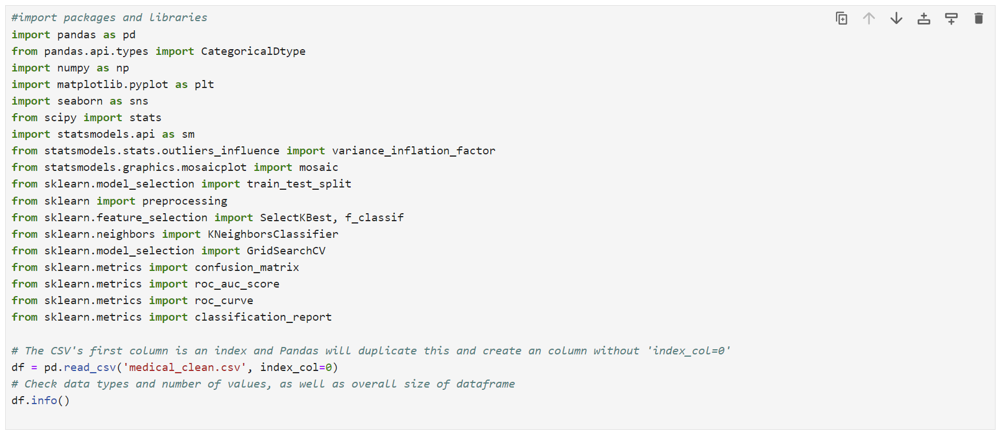 #import packages and libraries
import pandas as pd
from pandas.api.types import CategoricalDtype
import numpy as np
import matplotlib.pyplot as plt
import seaborn as sns
from scipy import stats
import statsmodels.api as sm
from statsmodels.stats.outliers_influence import variance_inflation_factor
from statsmodels.graphics.mosaicplot import mosaic
from sklearn.model_selection import train_test_split
from sklearn import preprocessing
from sklearn.feature_selection import SelectKBest, f_classif
from sklearn.neighbors import KNeighborsClassifier
from sklearn.model_selection import GridSearchCV
from sklearn.metrics import confusion_matrix
from sklearn.metrics import roc_auc_score
from sklearn.metrics import roc_curve
from sklearn.metrics import classification_report
# The CSV's first column is an index and Pandas will duplicate this and create an column without 'index_col=0'
df = pd.read_csv('medical_clean.csv', index_col=0)
# Check data types and number of values, as well as overall size of dataframe
df.info()